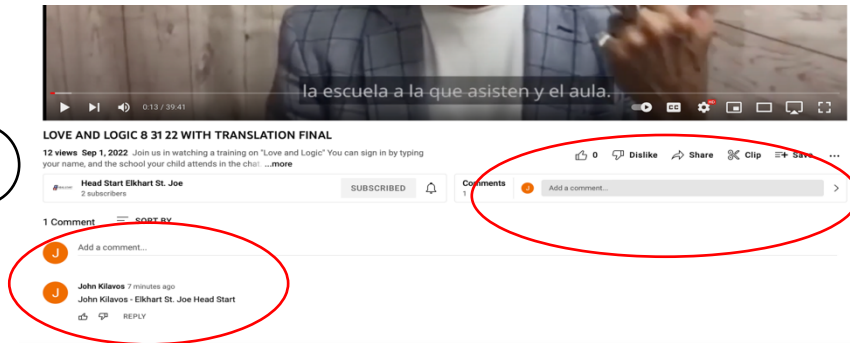 la escuela a la que asisten y el aula.
0:13 / 39:41
CC
HD
LOVE AND LOGIC 8 31 22 WITH TRANSLATION FINAL
12 views Sep 1, 2022 Join us in watching a training on "Love and Logic" You can sign in by typing
your name, and the school your child attends in the chat. ...more
0 Dislike Share Clip Save ...
Head Start Elkhart St. Joe
2 subscribers
SUBSCRIBED
Comments
1
J Add a comment...
1 Comment SORT BY
J Add a comment...
J John Kilavos 7 minutes ago
John Kilavos - Elkhart St. Joe Head Start
REPLY